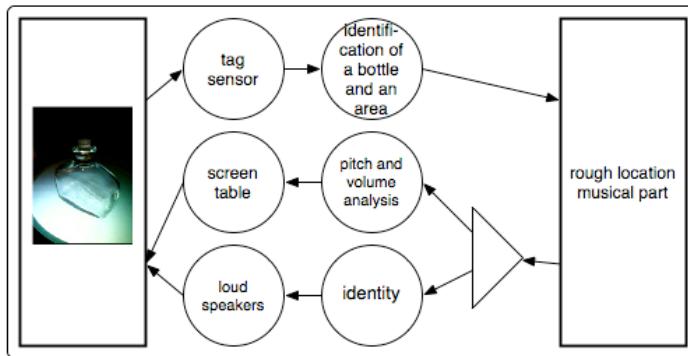 tag
sensor
identifi-
cation of
a bottle
and an
area
screen
table
pitch and
volume
analysis
rough location
musical part
loud
speakers
identity